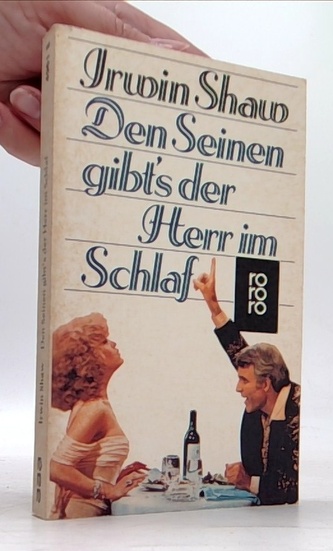 Irwin Shaw
Den Seinen
gibt's der
Herr im
Schlaf
ro
ro
ro
Irwin Shaw Den Seinen gibt's der Herr im Schlaf